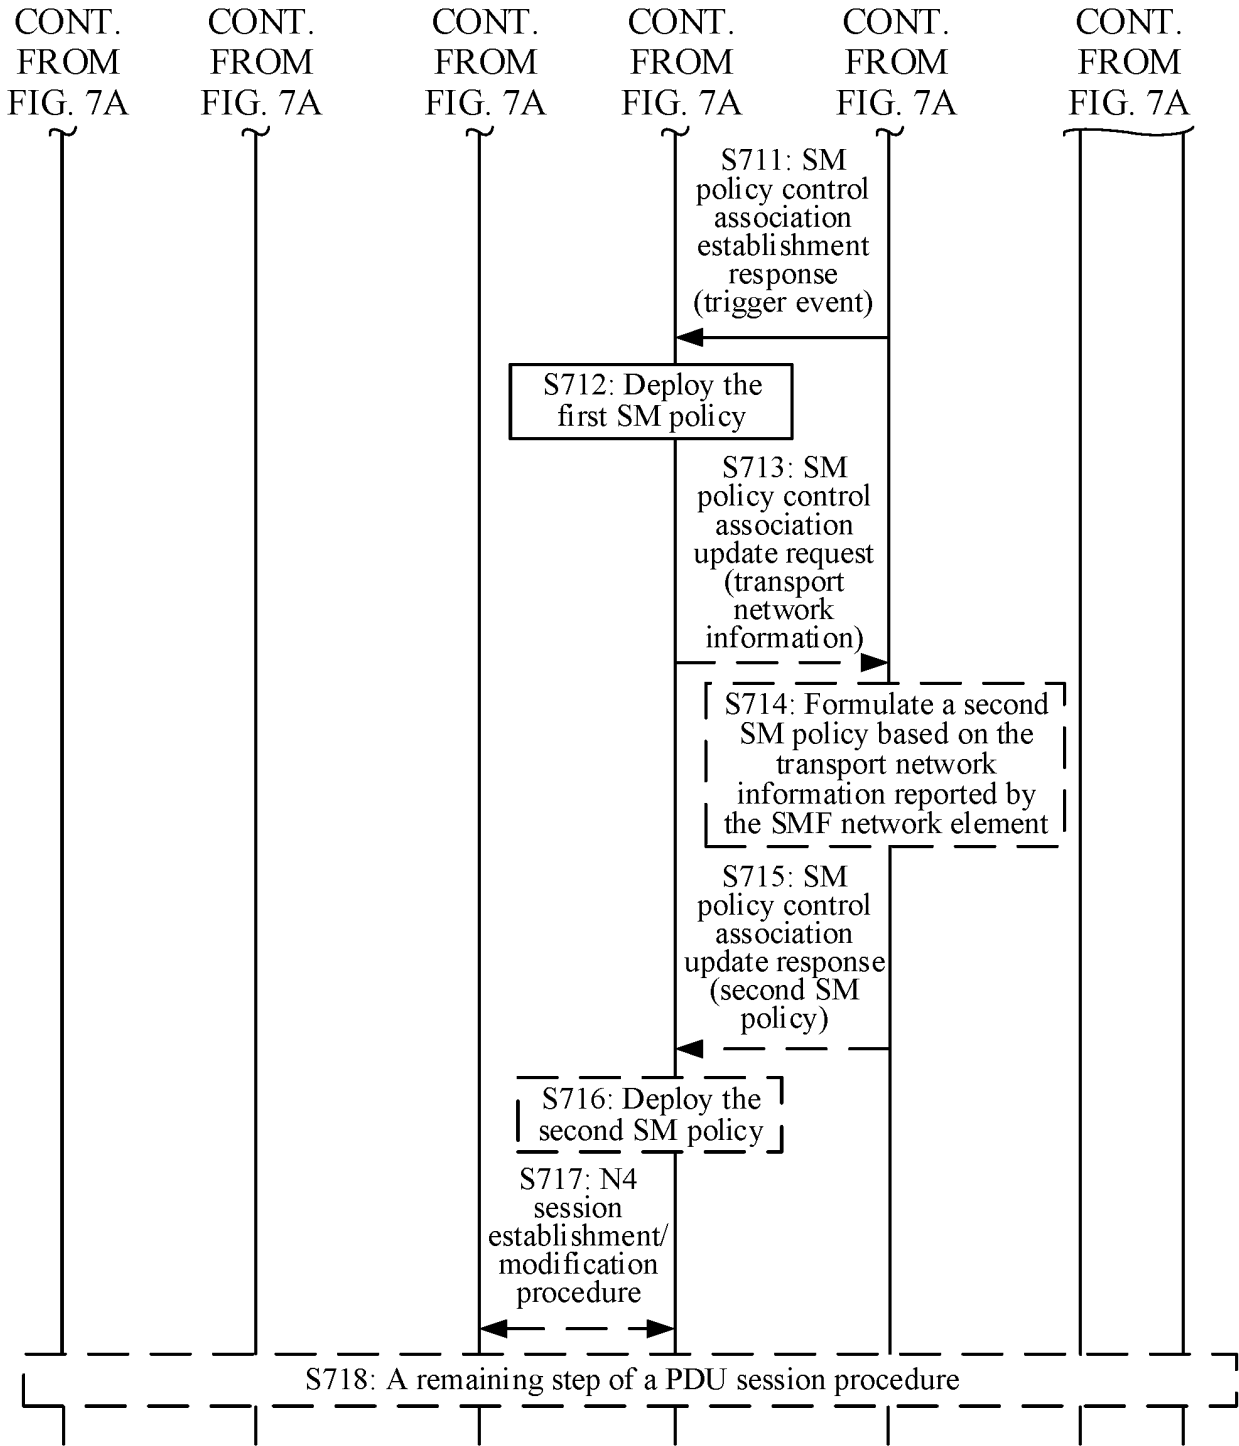 CONT.
FROM
FIG. 7A
CONT.
FROM
FIG. 7A
CONT.
FROM
FIG. 7A
CONT.
FROM
FIG. 7A
CONT.
FROM
FIG. 7A
CONT.
FROM
FIG. 7A
S711: SM
policy control
association
establishment
response
(trigger event)
S712: Deploy the
first SM policy
S713: SM
policy control
association
update request
(transport
network
information)
S714: Formulate a second
SM policy based on the
transport network
information reported by
the SMF network element
S715: SM
policy control
association
update response
(second SM
policy)
S716: Deploy the
second SM policy
S717: N4
session
establishment/
modification
procedure
S718: A remaining step of a PDU session procedure